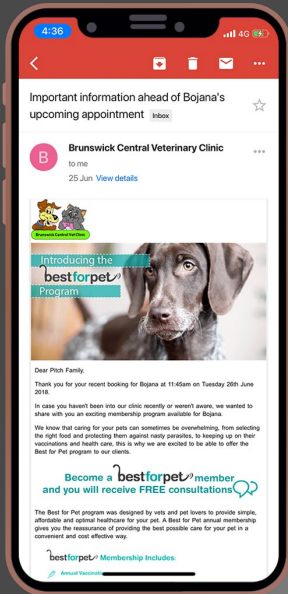 4:36
4G
Important information ahead of Bojana's
upcoming appointment Inbox
B
Brunswick Central Veterinary Clinic
to me
25 Jun View details
Brunswick Central Vet Clinic
Introducing the
bestforpet
Program
Dear Pitch Family,
Thank you for your recent booking for Bojana at 11:45am on Tuesday 26th June
2018.
In case you haven't been into our clinic recently or weren't aware, we wanted to
share with you an exciting membership program available for Bojana.
We know that caring for your pets can sometimes be overwhelming, from selecting
the right food and protecting them against nasty parasites, to keeping up on their
vaccinations and health care, this is why we are excited to be able to offer the
Best for Pet program to our clients.
Become a bestforpet member
and you will receive FREE consultations
The Best for Pet program was designed by vets and pet lovers to provide simple,
affordable and optimal healthcare for your pet. A Best for Pet annual membership
gives you the reassurance of providing the best possible care for your pet in a
convenient and cost effective way.
bestforpet Membership Includes:
Annual